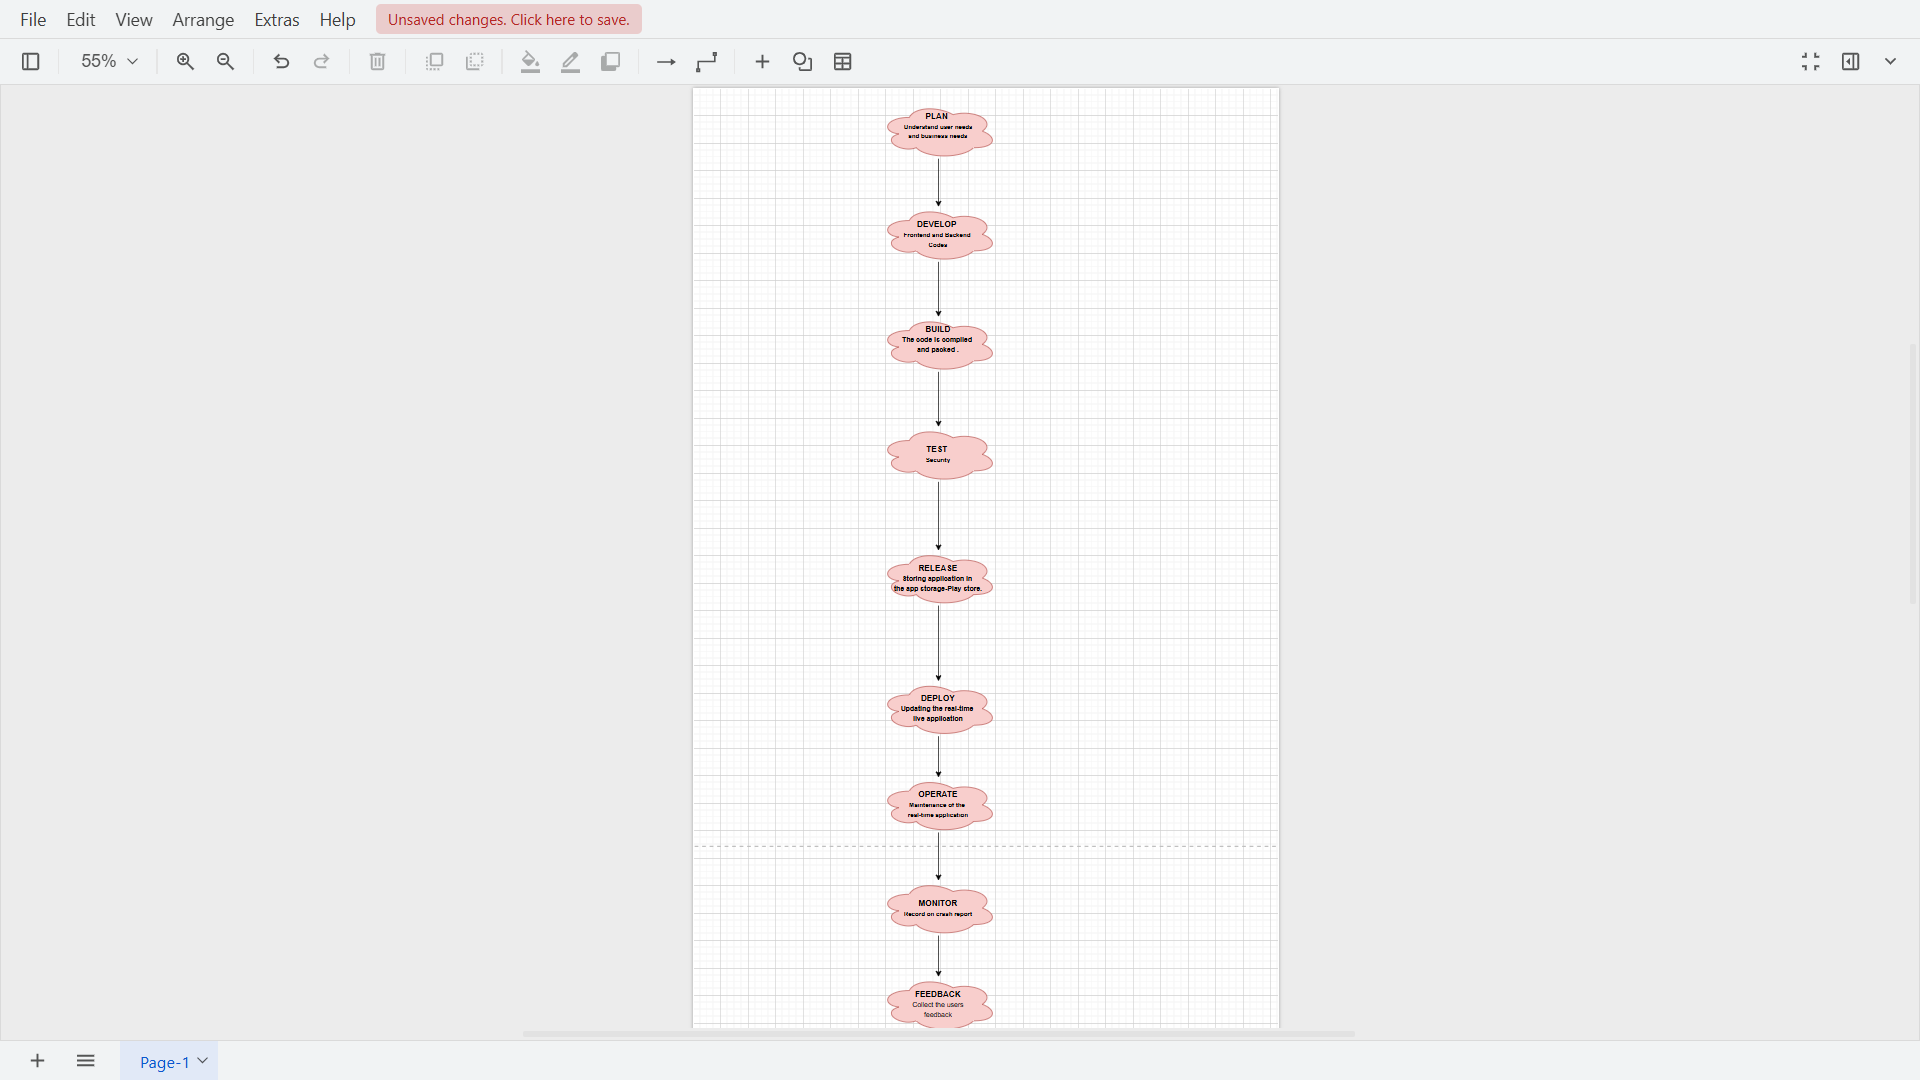 File Edit View Arrange Extras Help Unsaved changes. Click here to save.
55%
PLAN
Understand user needs
and business needs
DEVELOP
Frontend and Backend
Codes
BUILD
The code is compiled
and packed .
TEST
Security
RELEASE
Storing application in
the app storage-Play store.
DEPLOY
Updating the real-time
live application
OPERATE
Maintenance of the
real-time application
MONITOR
Record on crash report
FEEDBACK
Collect the users
feedback
Page-1